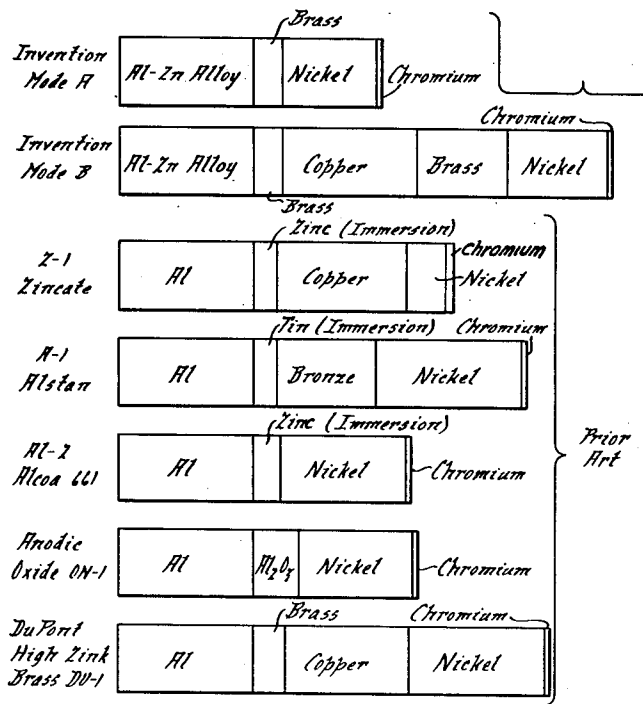 Brass
Invention
Mode A
Al-Zn Alloy
Nickel
Chromium
Chromium
Invention
Mode B
Al-Zn Alloy
Copper
Brass
Nickel
Brass
Zinc (Immersion)
Z-1
Zincate
Al
Copper
Chromium
Nickel
Tin (Immersion)
Chromium
A-1
Alstan
Al
Bronze
Nickel
Zinc (Immersion)
Al-Z
Alcoa 661
Al
Nickel
Chromium
Prior
Art
Anodic
Oxide ON-1
Al
Al₂O₃
Nickel
Chromium
Brass
Chromium
DuPont
High Zink
Brass DU-1
Al
Copper
Nickel